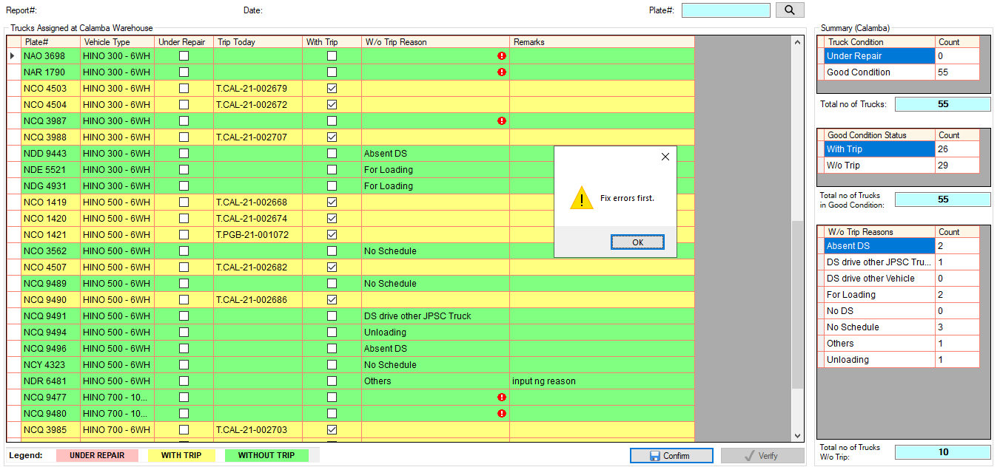 Report#: Date: Plate#:
Trucks Assigned at Calamba Warehouse
Plate# Vehicle Type Under Repair Trip Today With Trip W/o Trip Reason Remarks
NAO 3698 HINO 300 - 6WH
NAR 1790 HINO 300 - 6WH
NCO 4503 HINO 300 - 6WH T.CAL-21-002679
NCO 4504 HINO 300 - 6WH T.CAL-21-002672
NCQ 3987 HINO 300 - 6WH
NCQ 3988 HINO 300 - 6WH T.CAL-21-002707
NDD 9443 HINO 300 - 6WH Absent DS
NDE 5521 HINO 300 - 6WH For Loading
NDG 4931 HINO 300 - 6WH For Loading
NCO 1419 HINO 500 - 6WH T.CAL-21-002668
NCO 1420 HINO 500 - 6WH T.CAL-21-002674
NCO 1421 HINO 500 - 6WH T.PGB-21-001072
NCO 3562 HINO 500 - 6WH No Schedule
NCO 4507 HINO 500 - 6WH T.CAL-21-002682
NCQ 9489 HINO 500 - 6WH No Schedule
NCQ 9490 HINO 500 - 6WH T.CAL-21-002686
NCQ 9491 HINO 500 - 6WH DS drive other JPSC Truck
NCQ 9494 HINO 500 - 6WH Unloading
NCQ 9496 HINO 500 - 6WH Absent DS
NCY 4323 HINO 500 - 6WH No Schedule
NDR 6481 HINO 500 - 6WH Others input ng reason
NCQ 9477 HINO 700 - 10...
NCQ 9480 HINO 700 - 10...
NCQ 3985 HINO 700 - 6WH T.CAL-21-002703
Legend: UNDER REPAIR WITH TRIP WITHOUT TRIP
Confirm Verify
Fix errors first.
OK
Summary (Calamba)
Truck Condition Count
Under Repair 0
Good Condition 55
Total no of Trucks: 55
Good Condition Status Count
With Trip 26
W/o Trip 29
Total no of Trucks
in Good Condition: 55
W/o Trip Reasons Count
Absent DS 2
DS drive other JPSC Tru... 1
DS drive other Vehicle 0
For Loading 2
No DS 0
No Schedule 3
Others 1
Unloading 1
Total no of Trucks
W/o Trip: 10